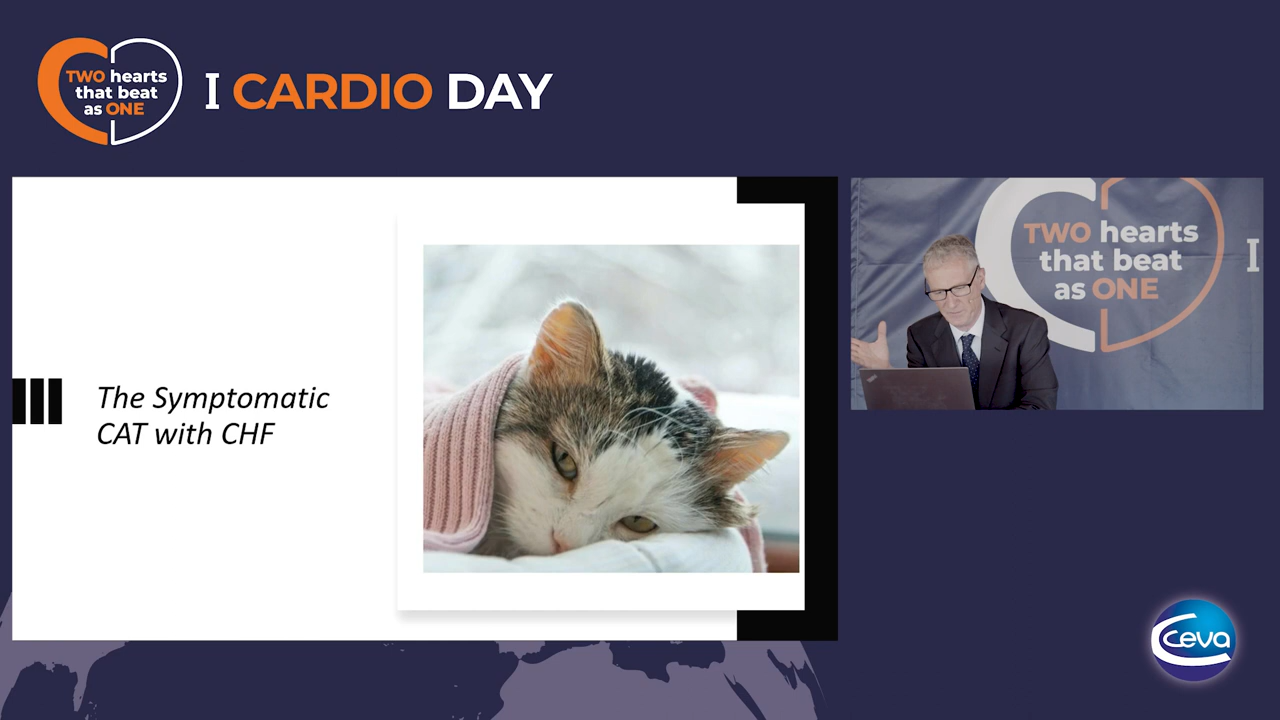 TWO hearts
that beat
as ONE
I CARDIO DAY
The Symptomatic
CAT with CHF
TWO hearts
that beat
as ONE
I
ThinkPad
Ceva